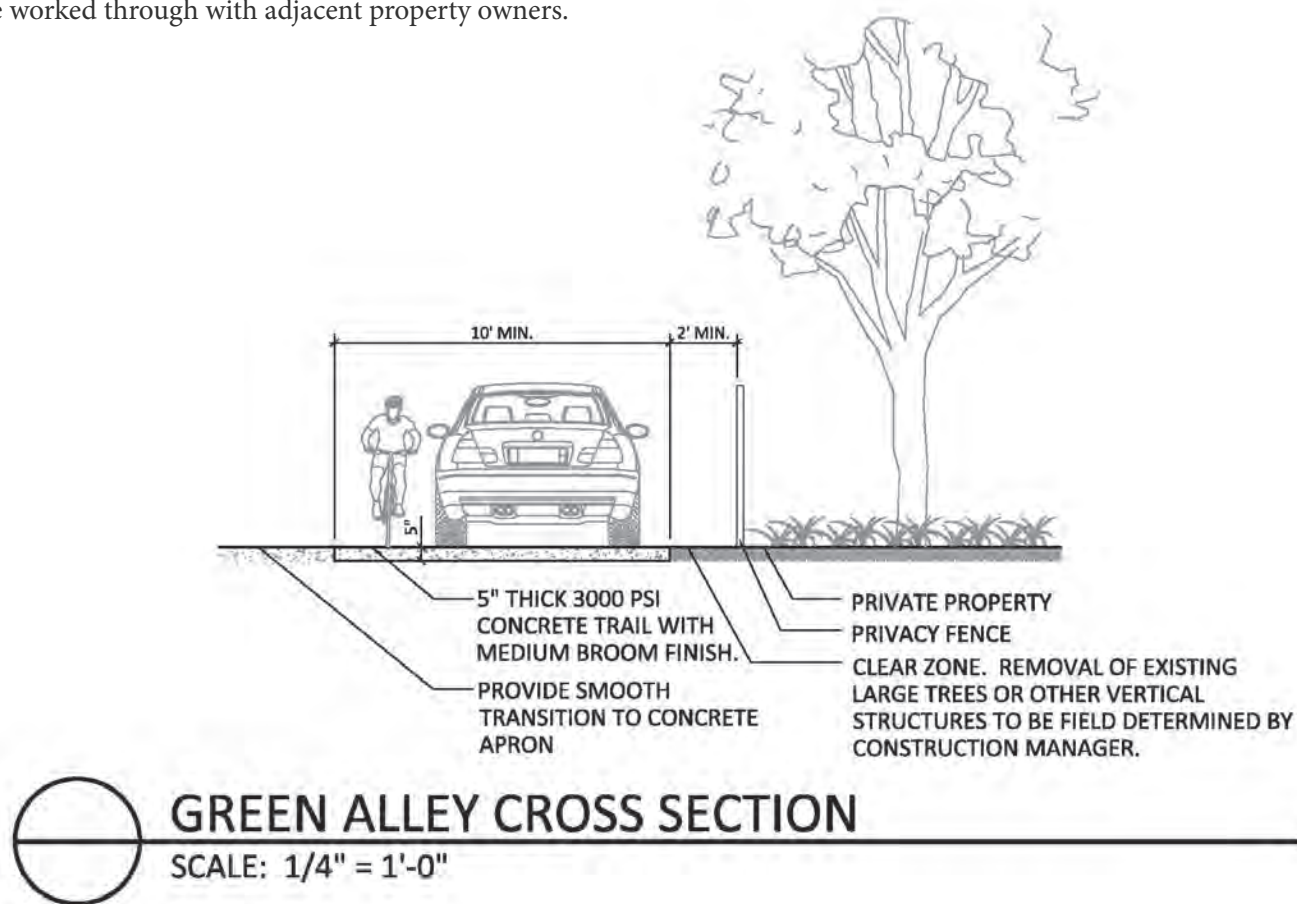 worked through with adjacent property owners.
10' MIN.
2' MIN.
5"
5" THICK 3000 PSI
CONCRETE TRAIL WITH
MEDIUM BROOM FINISH.
PROVIDE SMOOTH
TRANSITION TO CONCRETE
APRON
PRIVATE PROPERTY
PRIVACY FENCE
CLEAR ZONE. REMOVAL OF EXISTING
LARGE TREES OR OTHER VERTICAL
STRUCTURES TO BE FIELD DETERMINED BY
CONSTRUCTION MANAGER.
GREEN ALLEY CROSS SECTION
SCALE: 1/4" = 1'-0"